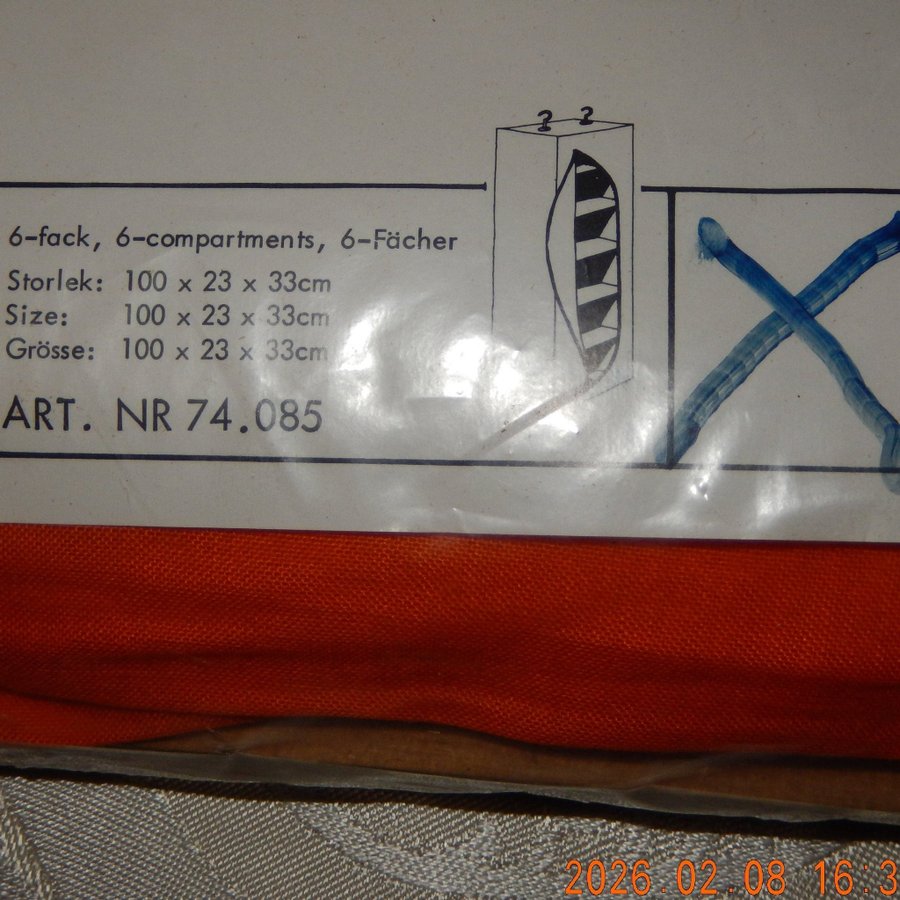 6-fack, 6-compartments, 6-Fächer
Storlek: 100 x 23 x 33cm
Size: 100 x 23 x 33cm
Grösse: 100 x 23 x 33cm
ART. NR 74.085
2026.02.08 16:3